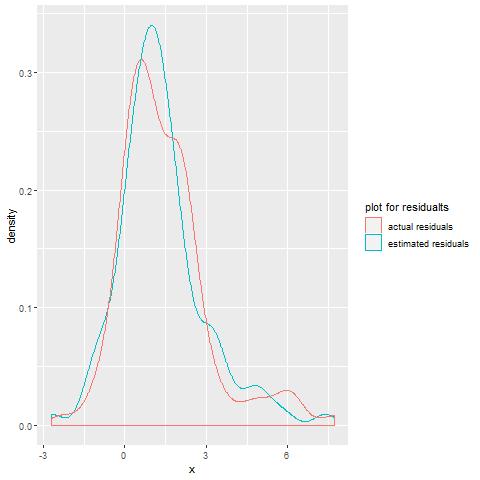 0.3
0.2
0.1
0.0
density
-3
0
3
6
x
plot for residualts
actual residuals
estimated residuals